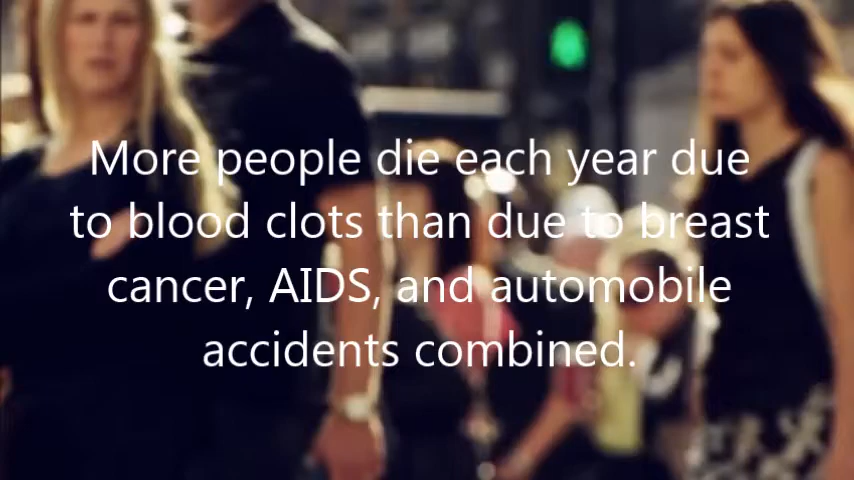 More people die each year due
to blood clots than due to breast
cancer, AIDS, and automobile
accidents combined.